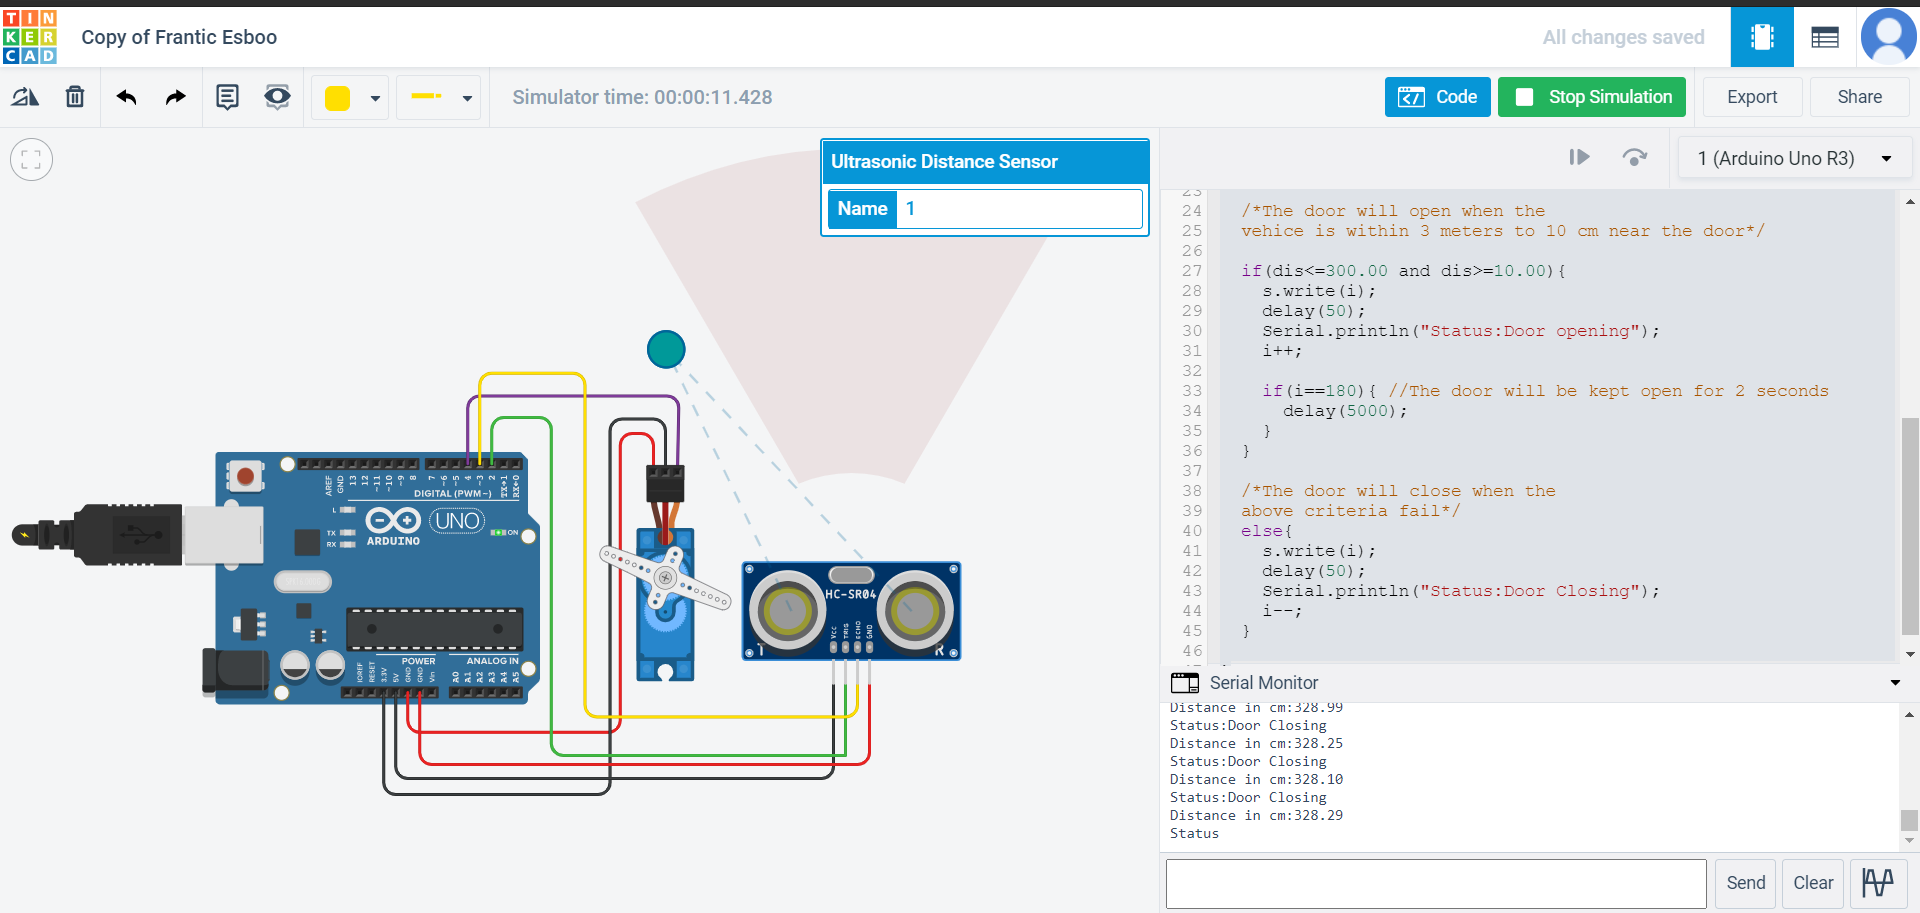 TIN
KER
CAD
Copy of Frantic Esboo
All changes saved
Simulator time: 00:00:11.428
Code
Stop Simulation
Export
Share
Ultrasonic Distance Sensor
Name 1
1 (Arduino Uno R3)
23
24 /*The door will open when the
25 vehice is within 3 meters to 10 cm near the door*/
26
27 if(dis<=300.00 and dis>=10.00){
28 s.write(i);
29 delay(50);
30 Serial.println("Status:Door opening");
31 i++;
32
33 if(i==180){ //The door will be kept open for 2 seconds
34 delay(5000);
35 }
36 }
37
38 /*The door will close when the
39 above criteria fail*/
40 else{
41 s.write(i);
42 delay(50);
43 Serial.println("Status:Door Closing");
44 i--;
45 }
46
AREF
GND
13
12
~11
~10
~9
8
7
~6
~5
4
~3
2
TX→1
RX←0
DIGITAL (PWM~)
L
TX
RX
ARDUINO
UNO
ON
POWER
ANALOG IN
IOREF
RESET
3.3V
5V
GND
GND
Vin
A0
A1
A2
A3
A4
A5
HC-SR04
VCC
TRIG
ECHO
GND
T
R
Serial Monitor
Distance in cm:328.99
Status:Door Closing
Distance in cm:328.25
Status:Door Closing
Distance in cm:328.10
Status:Door Closing
Distance in cm:328.29
Status
Send
Clear